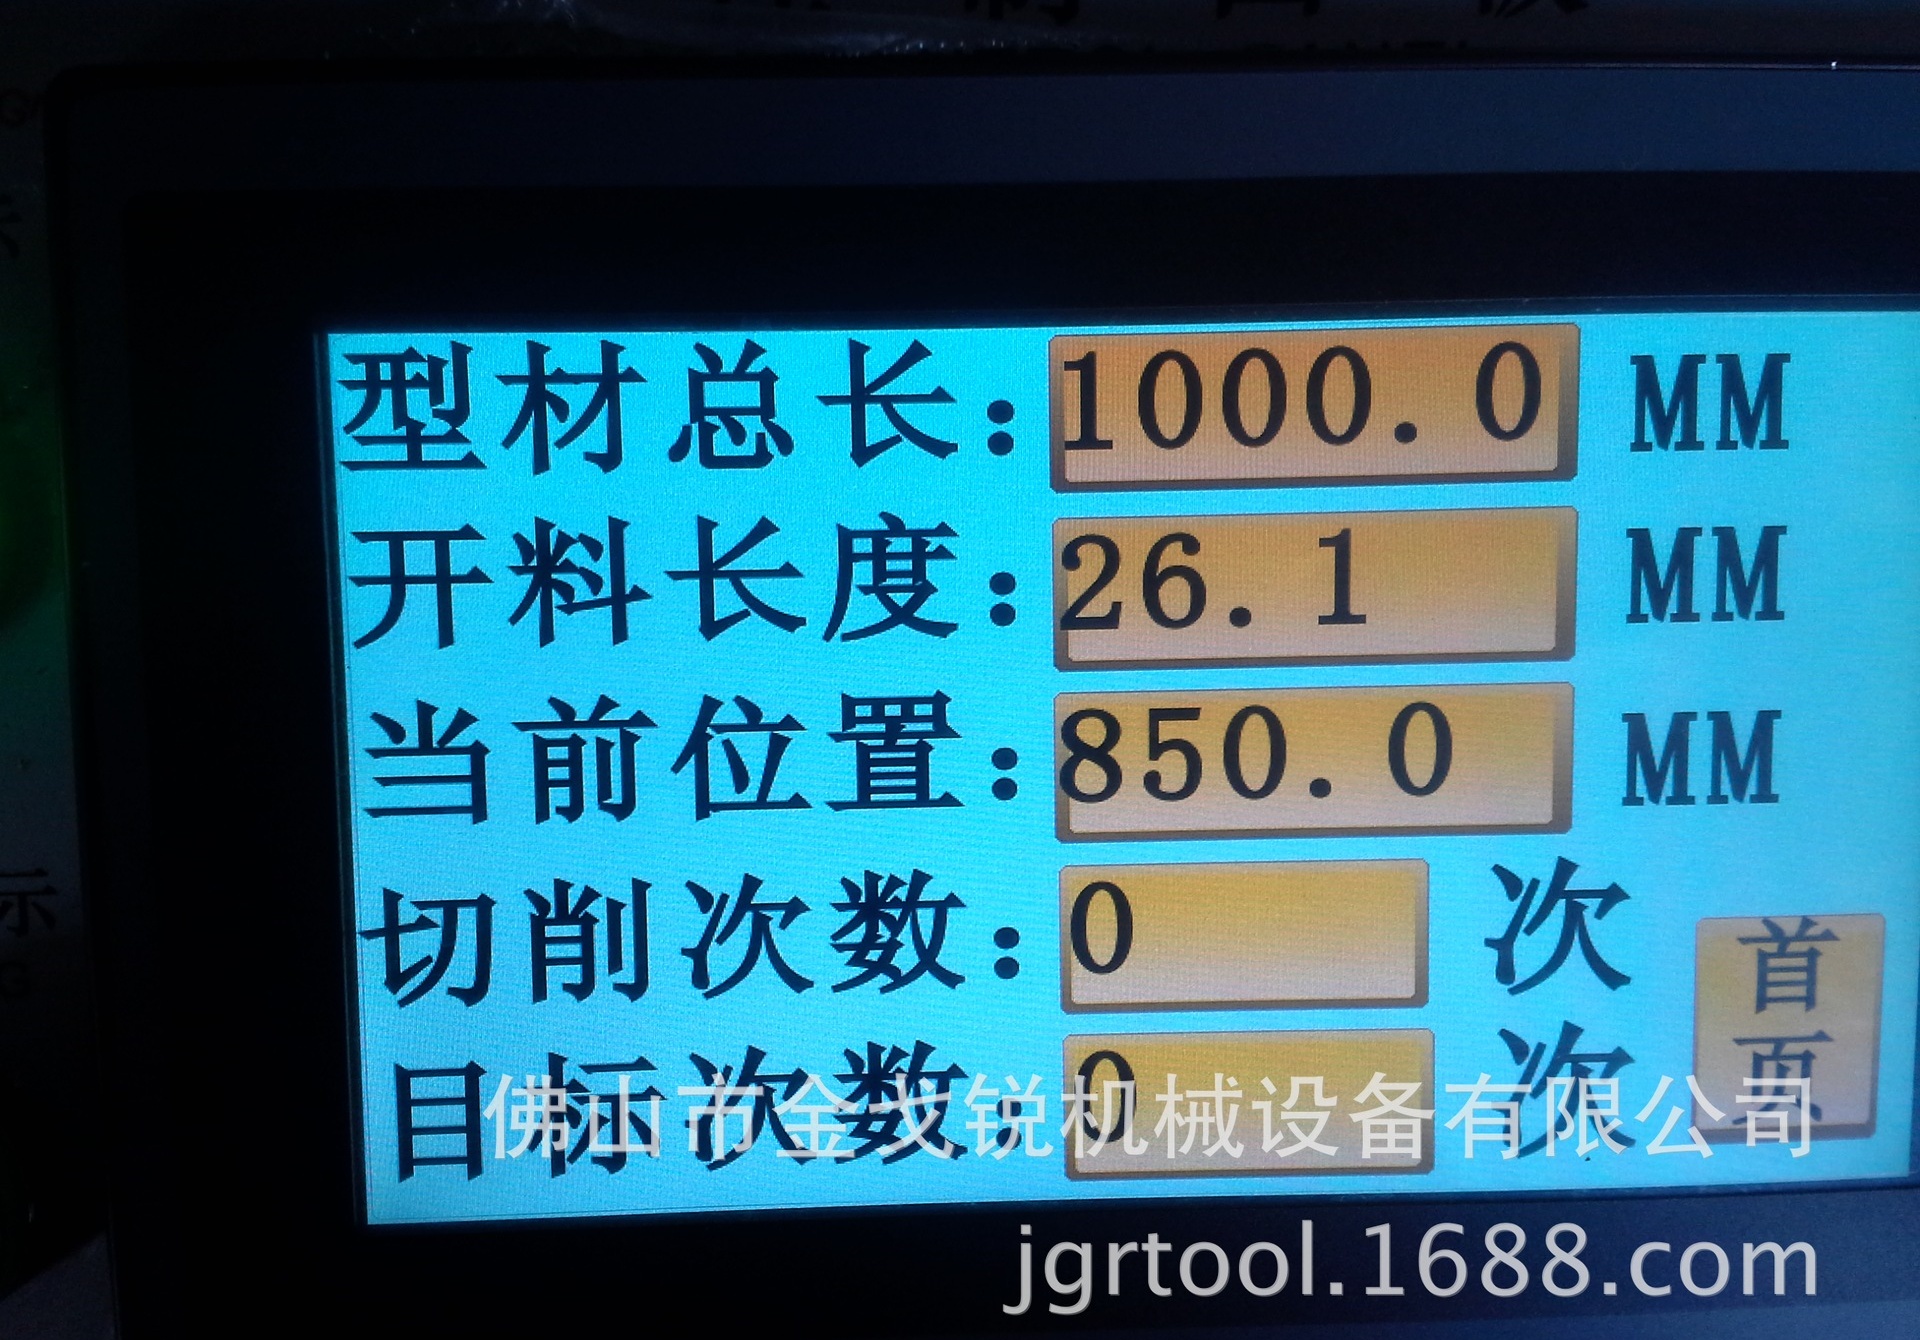 型材总长：1000.0 MM
开料长度：26.1 MM
当前位置：850.0 MM
切削次数：0 次
首页
目标次数：0 次
佛山市金戈锐机械设备有限公司
jgrtool.1688.com
示